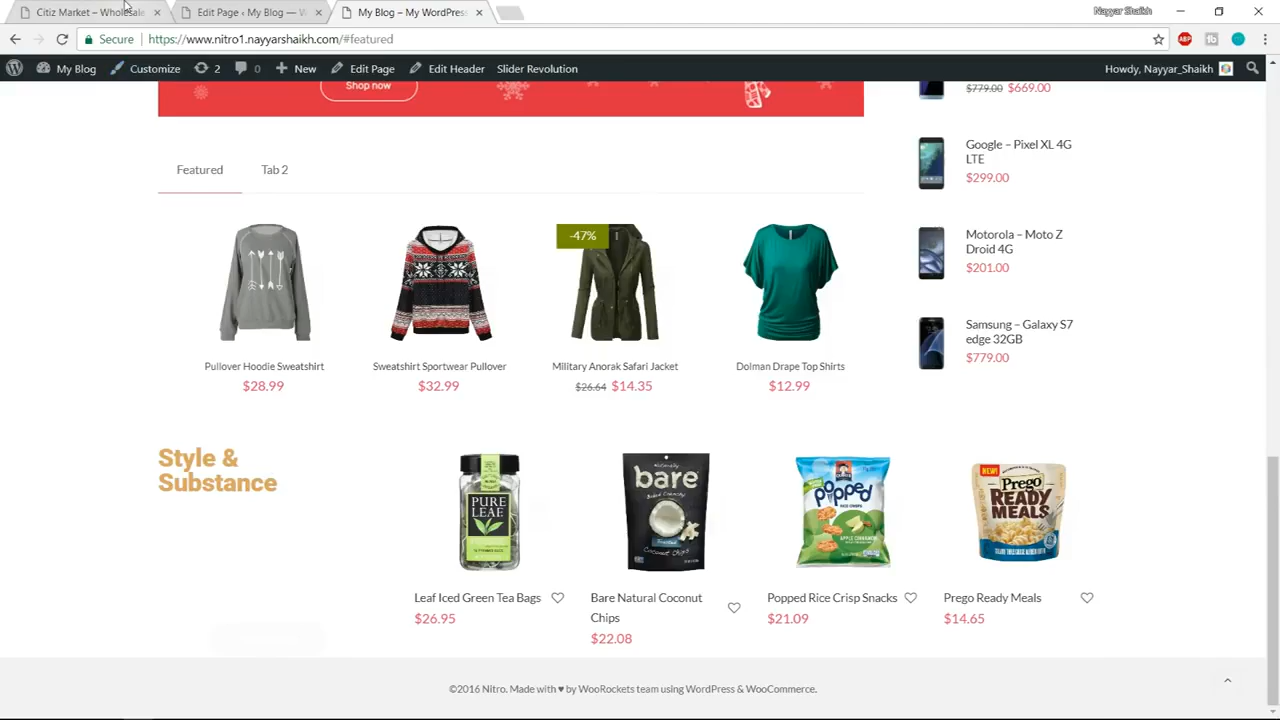 Citiz Market – Wholesale
Edit Page ‹ My Blog — W
My Blog – My WordPress
Nayyar Shaikh
Secure
https://www.nitro1.nayyarshaikh.com/#featured
ABP
My Blog
Customize
2
0
New
Edit Page
Edit Header
Slider Revolution
Howdy, Nayyar_Shaikh
Shop now
$779.00 $669.00
Google – Pixel XL 4G
LTE
$299.00
Motorola – Moto Z
Droid 4G
$201.00
Samsung – Galaxy S7
edge 32GB
$779.00
Featured
Tab 2
-47%
Pullover Hoodie Sweatshirt
$28.99
Sweatshirt Sportwear Pullover
$32.99
Military Anorak Safari Jacket
$26.64 $14.35
Dolman Drape Top Shirts
$12.99
Style &
Substance
PURE
LEAF
bare
Coconut Chips
popped
NEW!
Prego
READY
MEALS
Leaf Iced Green Tea Bags
$26.95
Bare Natural Coconut
Chips
$22.08
Popped Rice Crisp Snacks
$21.09
Prego Ready Meals
$14.65
©2016 Nitro. Made with ♥ by WooRockets team using WordPress & WooCommerce.